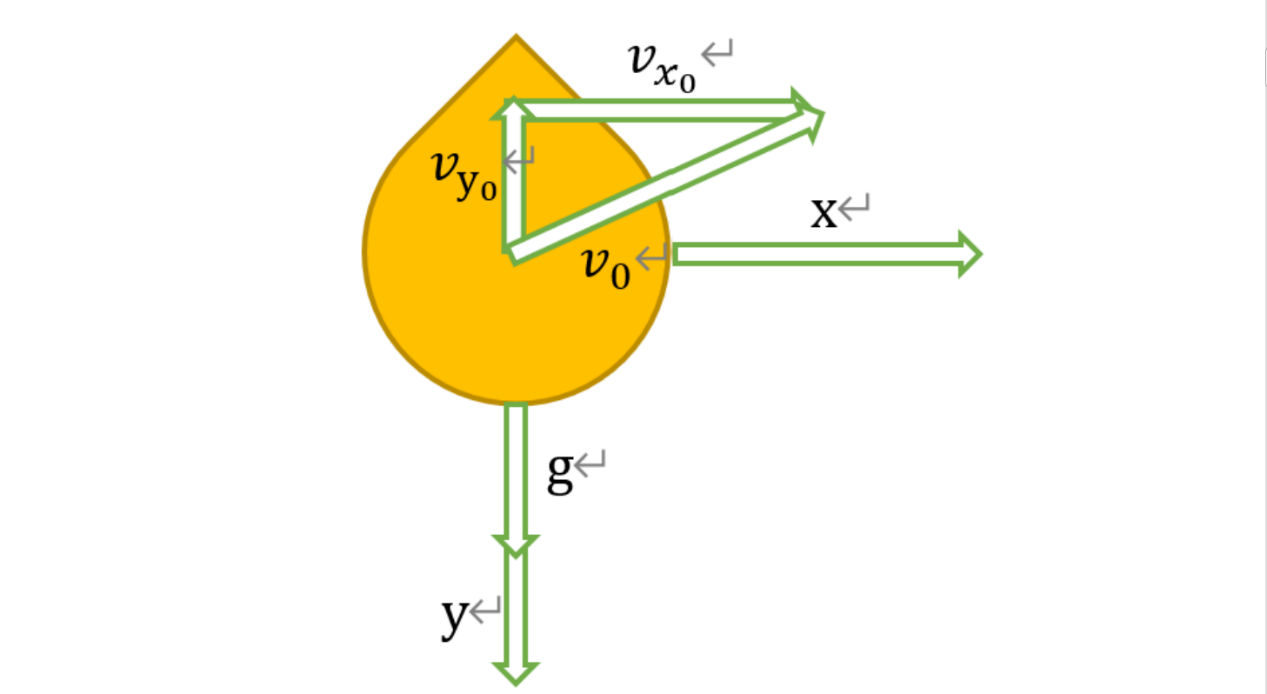 v_{x_0} ↵
v_{y_0} ↵
x↵
v_0 ↵
g↵
y↵